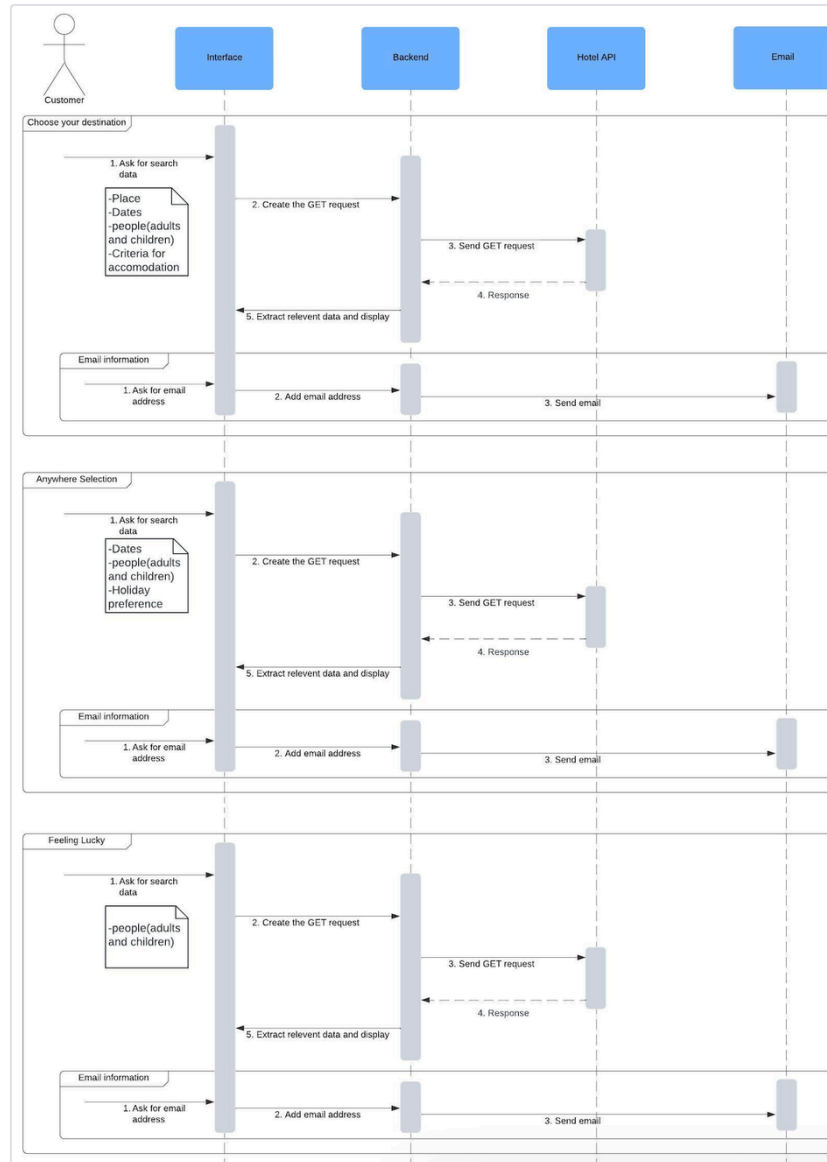 Interface
Backend
Hotel API
Email
Customer
Choose your destination
1. Ask for search
data
-Place
-Dates
-people(adults
and children)
-Criteria for
accomodation
2. Create the GET request
3. Send GET request
4. Response
5. Extract relevent data and display
Email information
1. Ask for email
address
2. Add email address
3. Send email
Anywhere Selection
1. Ask for search
data
-Dates
-people(adults
and children)
-Holiday
preference
2. Create the GET request
3. Send GET request
4. Response
5. Extract relevent data and display
Email information
1. Ask for email
address
2. Add email address
3. Send email
Feeling Lucky
1. Ask for search
data
-people(adults
and children)
2. Create the GET request
3. Send GET request
4. Response
5. Extract relevent data and display
Email information
1. Ask for email
address
2. Add email address
3. Send email